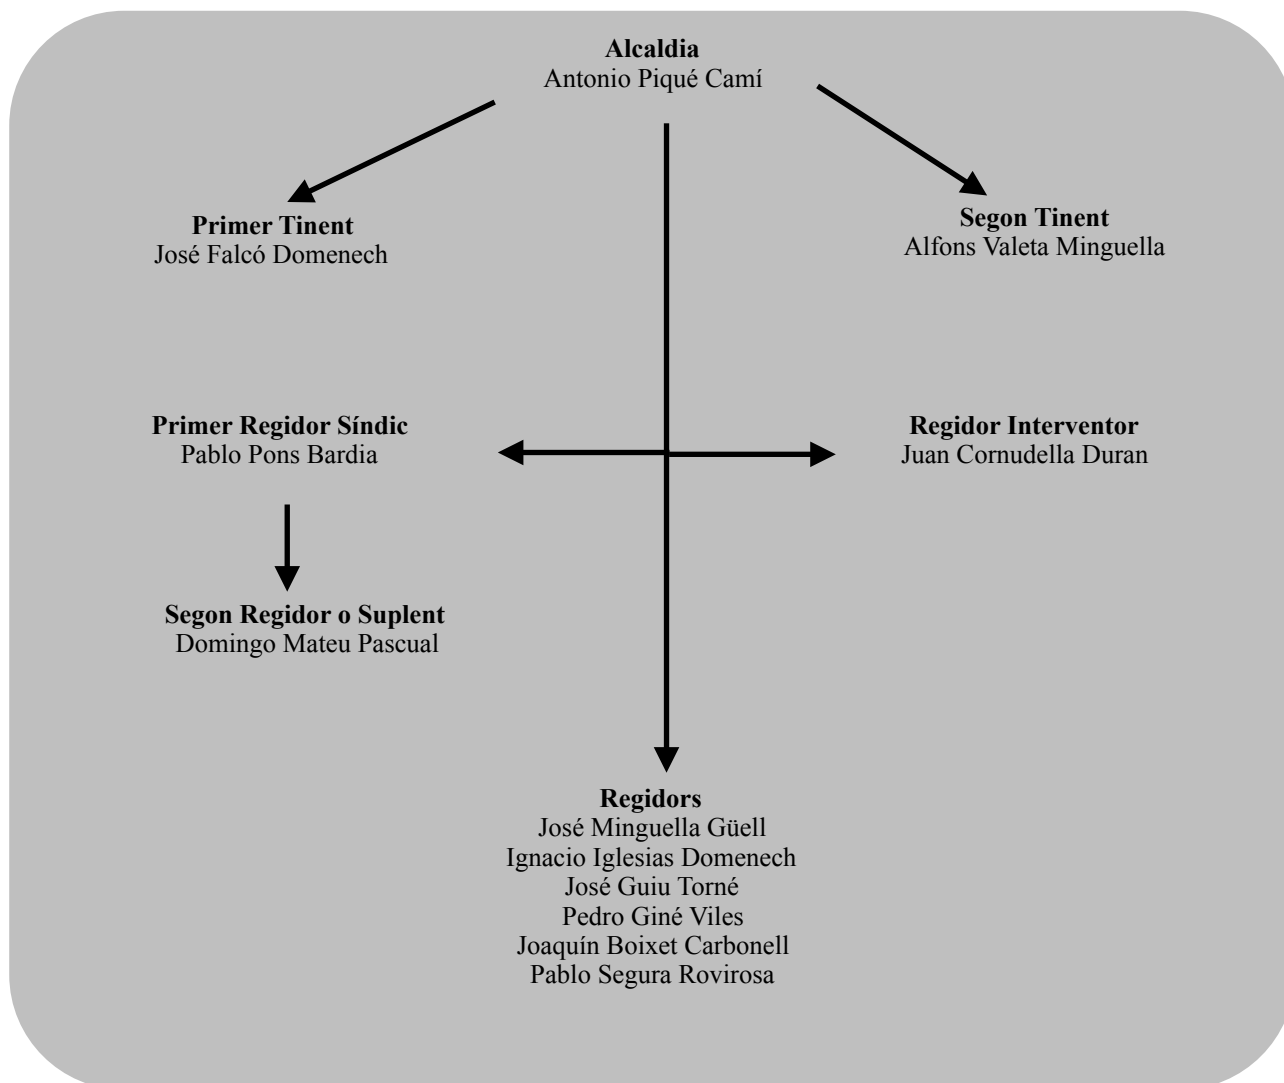 Alcaldia
Antonio Piqué Camí
Primer Tinent
José Falcó Domenech
Segon Tinent
Alfons Valeta Minguella
Primer Regidor Síndic
Pablo Pons Bardia
Regidor Interventor
Juan Cornudella Duran
Segon Regidor o Suplent
Domingo Mateu Pascual
Regidors
José Minguella Güell
Ignacio Iglesias Domenech
José Guiu Torné
Pedro Giné Viles
Joaquín Boixet Carbonell
Pablo Segura Rovirosa